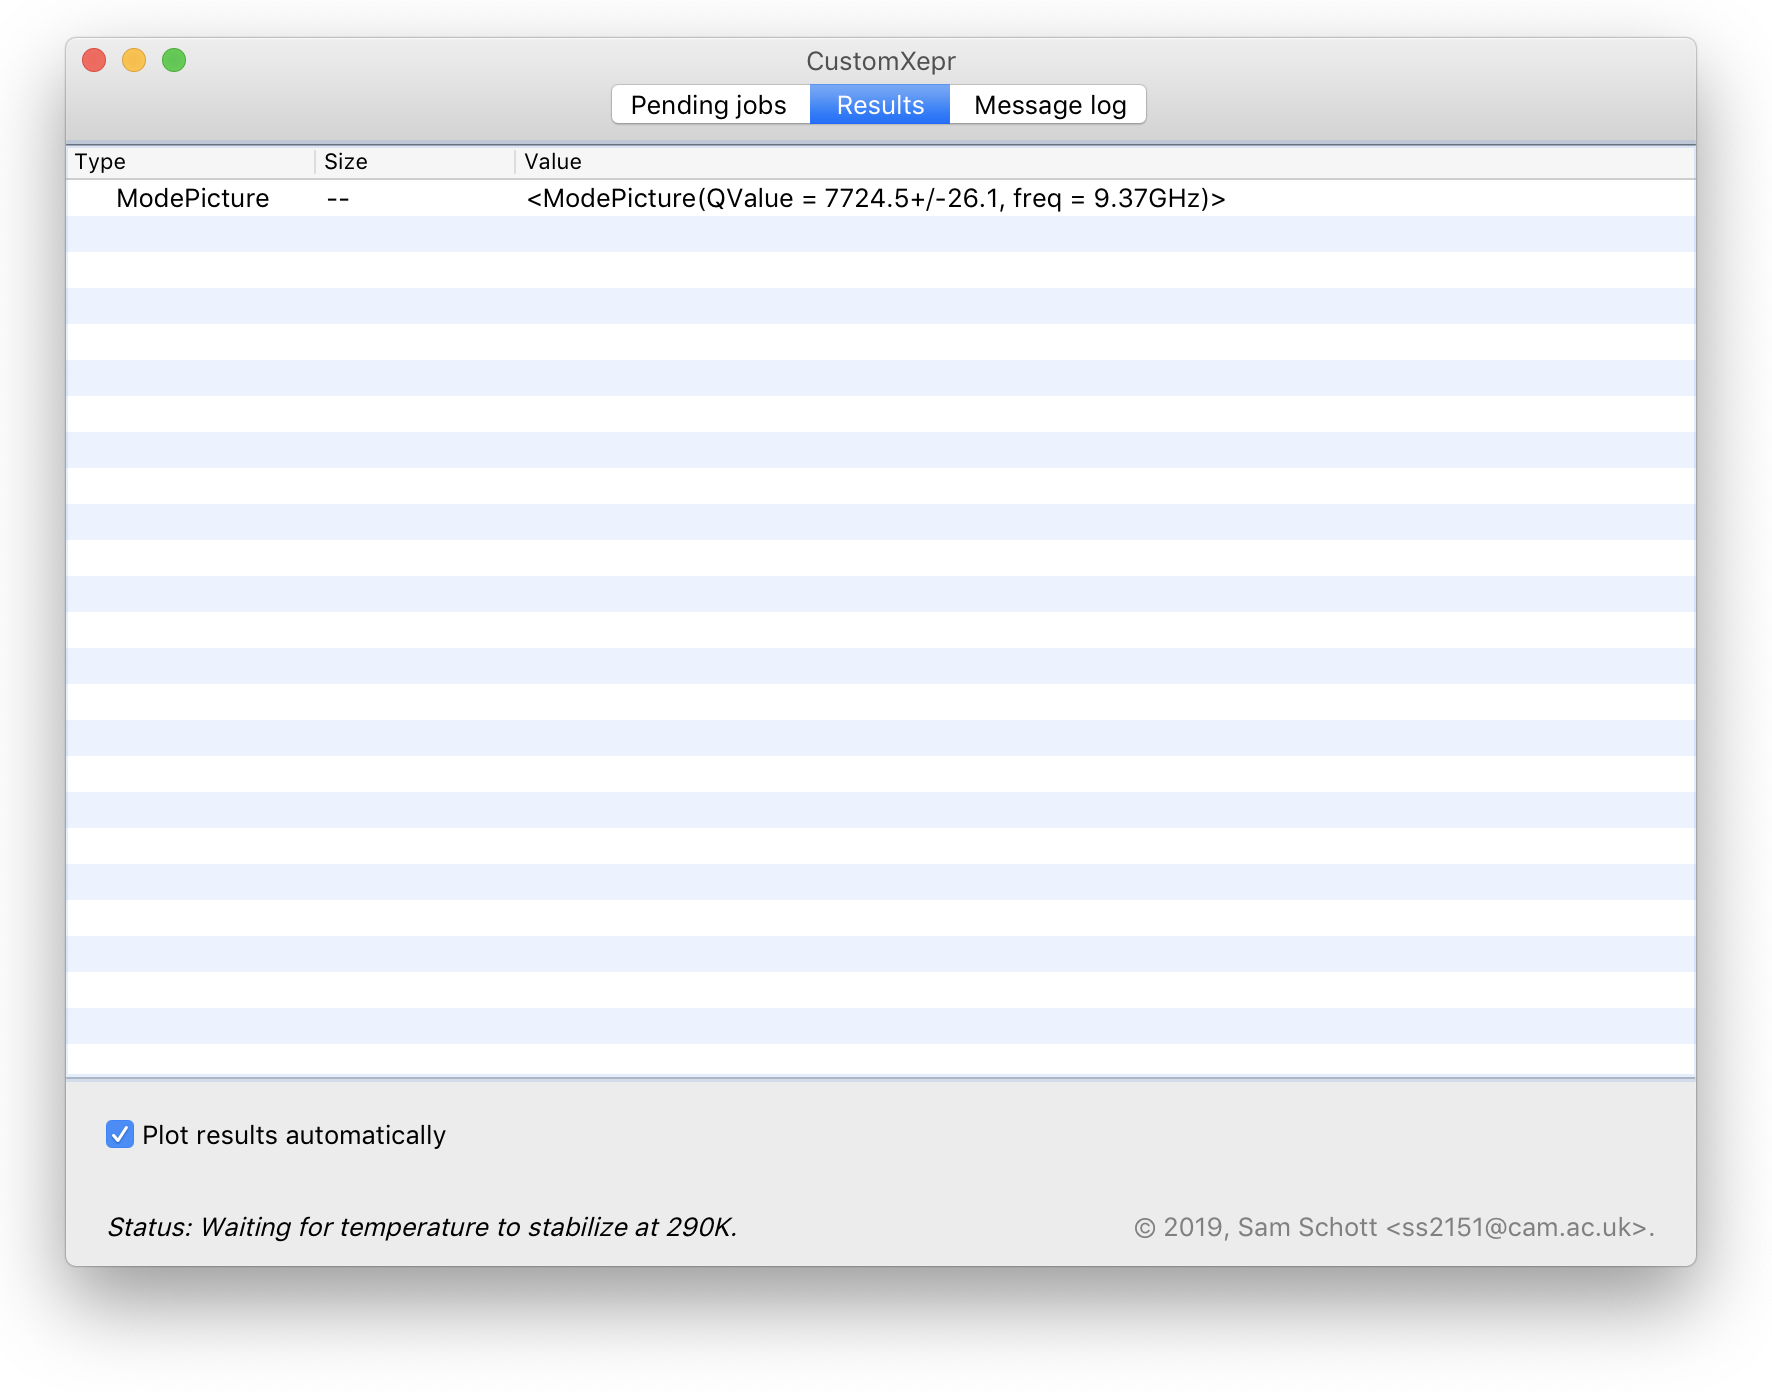 CustomXepr
Pending jobs Results Message log
Type Size Value
ModePicture -- <ModePicture(QValue = 7724.5+/-26.1, freq = 9.37GHz)>
Plot results automatically
Status: Waiting for temperature to stabilize at 290K. © 2019, Sam Schott <ss2151@cam.ac.uk>.